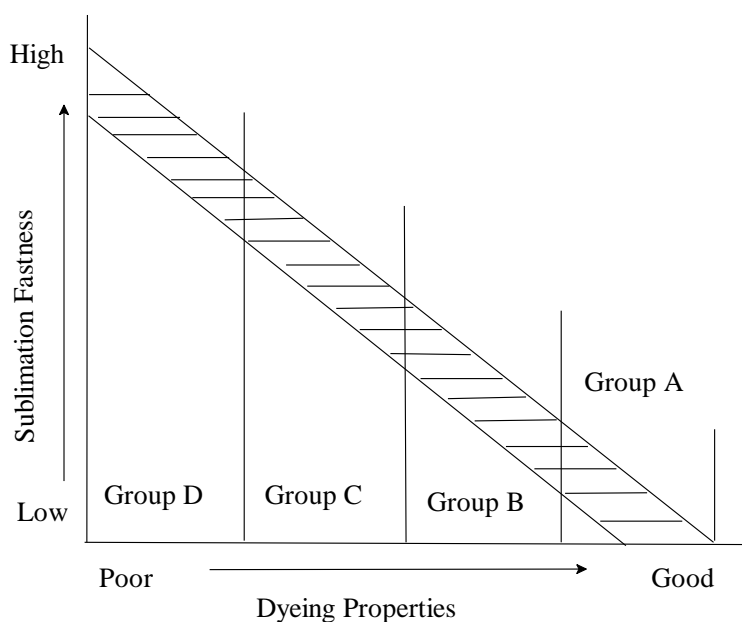 High
Sublimation Fastness
Group A
Group D
Group C
Group B
Low
Poor
Good
Dyeing Properties